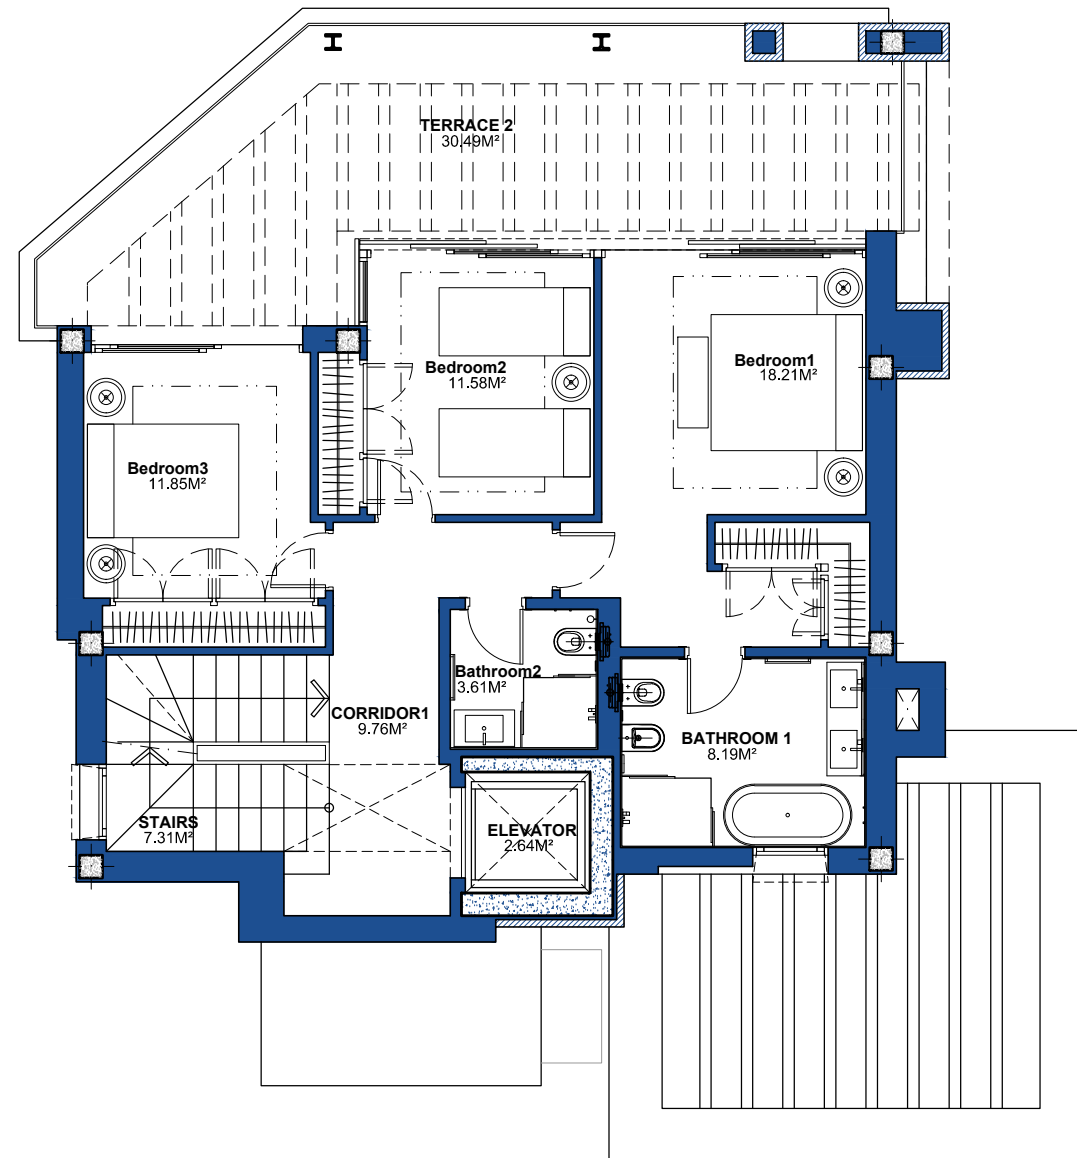 TERRACE 2
30.49M²
Bedroom1
18.21M²
Bedroom2
11.58M²
Bedroom3
11.85M²
Bathroom2
3.61M²
CORRIDOR1
9.76M²
BATHROOM 1
8.19M²
STAIRS
7.31M²
ELEVATOR
2.64M²